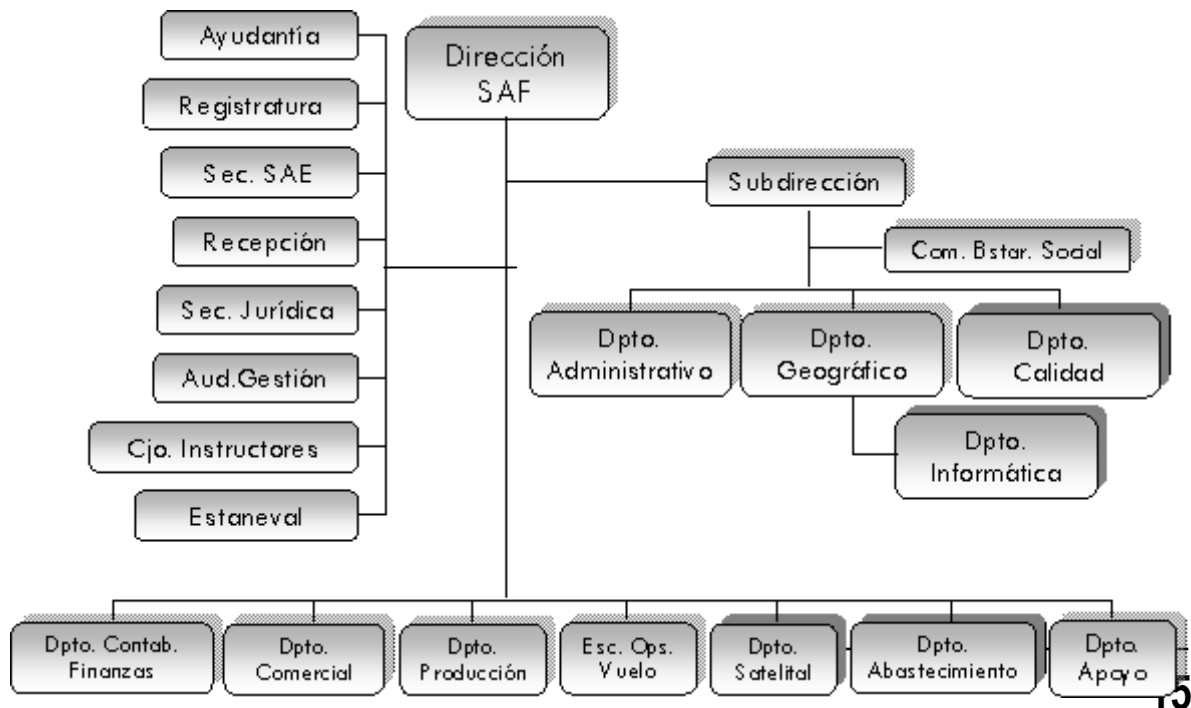 Ayudantía
Registratura
Sec. SAE
Recepción
Sec. Jurídica
Aud.Gestión
Cjo. Instructores
Estaneval
Dirección
SAF
Subdirección
Com. Bstar. Social
Dpto.
Administrativo
Dpto.
Geográfico
Dpto.
Calidad
Dpto.
Informática
Dpto. Contab.
Finanzas
Dpto.
Comercial
Dpto.
Producción
Esc. Ops.
Vuelo
Dpto.
Satelital
Dpto.
Abastecimiento
Dpto.
Apoyo
15